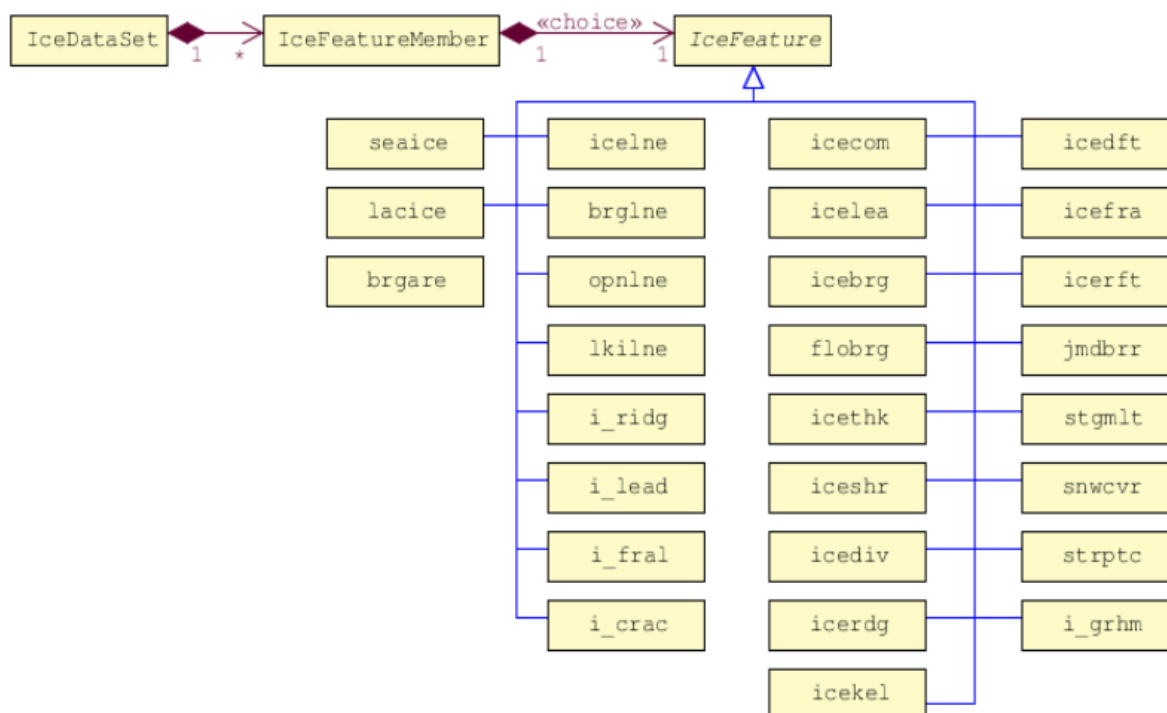 IceDataSet 1 * IceFeatureMember 1 «choice» 1 IceFeature
seaice icelne icecom icedft
lacice brglne icelea icefra
brgare opnlne icebrg icerft
lkilne flobrg jmdbrr
i_ridg icethk stgmlt
i_lead iceshr snwcvr
i_fral icediv strptc
i_crac icerdg i_grhm
icekel